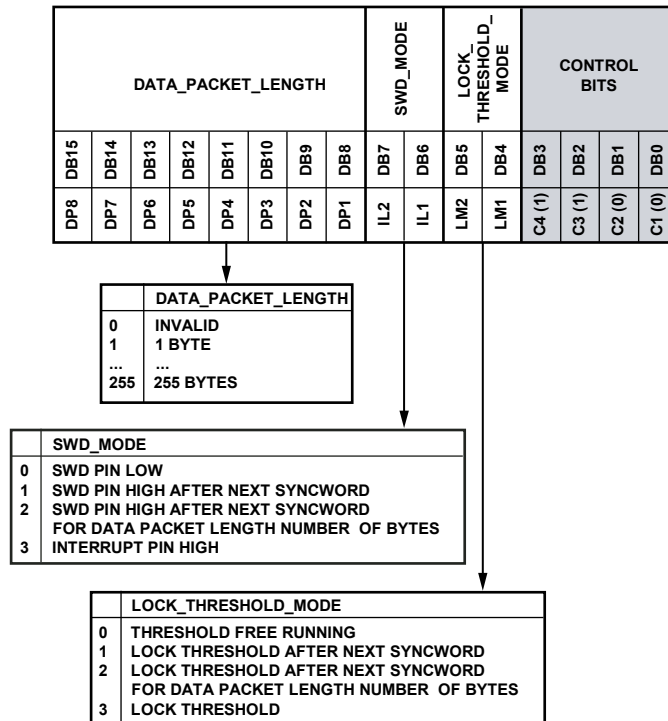 DATA_PACKET_LENGTH
SWD_MODE
LOCK_
THRESHOLD_
MODE
CONTROL
BITS
DB15 DB14 DB13 DB12 DB11 DB10 DB9 DB8 DB7 DB6 DB5 DB4 DB3 DB2 DB1 DB0
DP8 DP7 DP6 DP5 DP4 DP3 DP2 DP1 IL2 IL1 LM2 LM1 C4 (1) C3 (1) C2 (0) C1 (0)
DATA_PACKET_LENGTH
0 INVALID
1 1 BYTE
... ...
255 255 BYTES
SWD_MODE
0 SWD PIN LOW
1 SWD PIN HIGH AFTER NEXT SYNCWORD
2 SWD PIN HIGH AFTER NEXT SYNCWORD
FOR DATA PACKET LENGTH NUMBER OF BYTES
3 INTERRUPT PIN HIGH
LOCK_THRESHOLD_MODE
0 THRESHOLD FREE RUNNING
1 LOCK THRESHOLD AFTER NEXT SYNCWORD
2 LOCK THRESHOLD AFTER NEXT SYNCWORD
FOR DATA PACKET LENGTH NUMBER OF BYTES
3 LOCK THRESHOLD